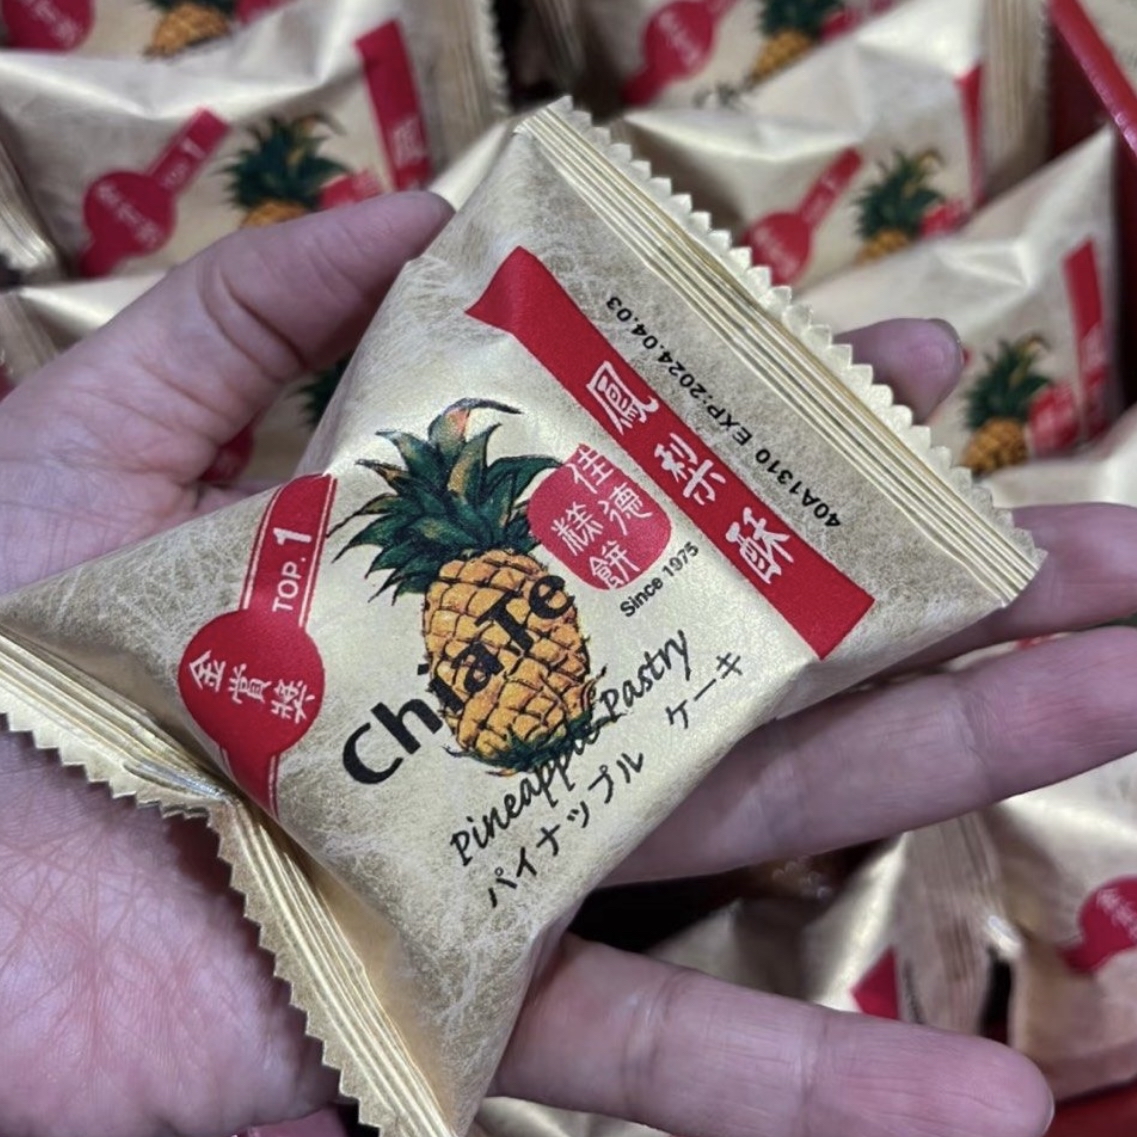 40A1310 EXP:2024.04.03
鳳梨酥
佳德
糕餅
Since 1975
TOP.1
金賞獎
ChiaTe
Pineapple Pastry
パイナップル ケーキ